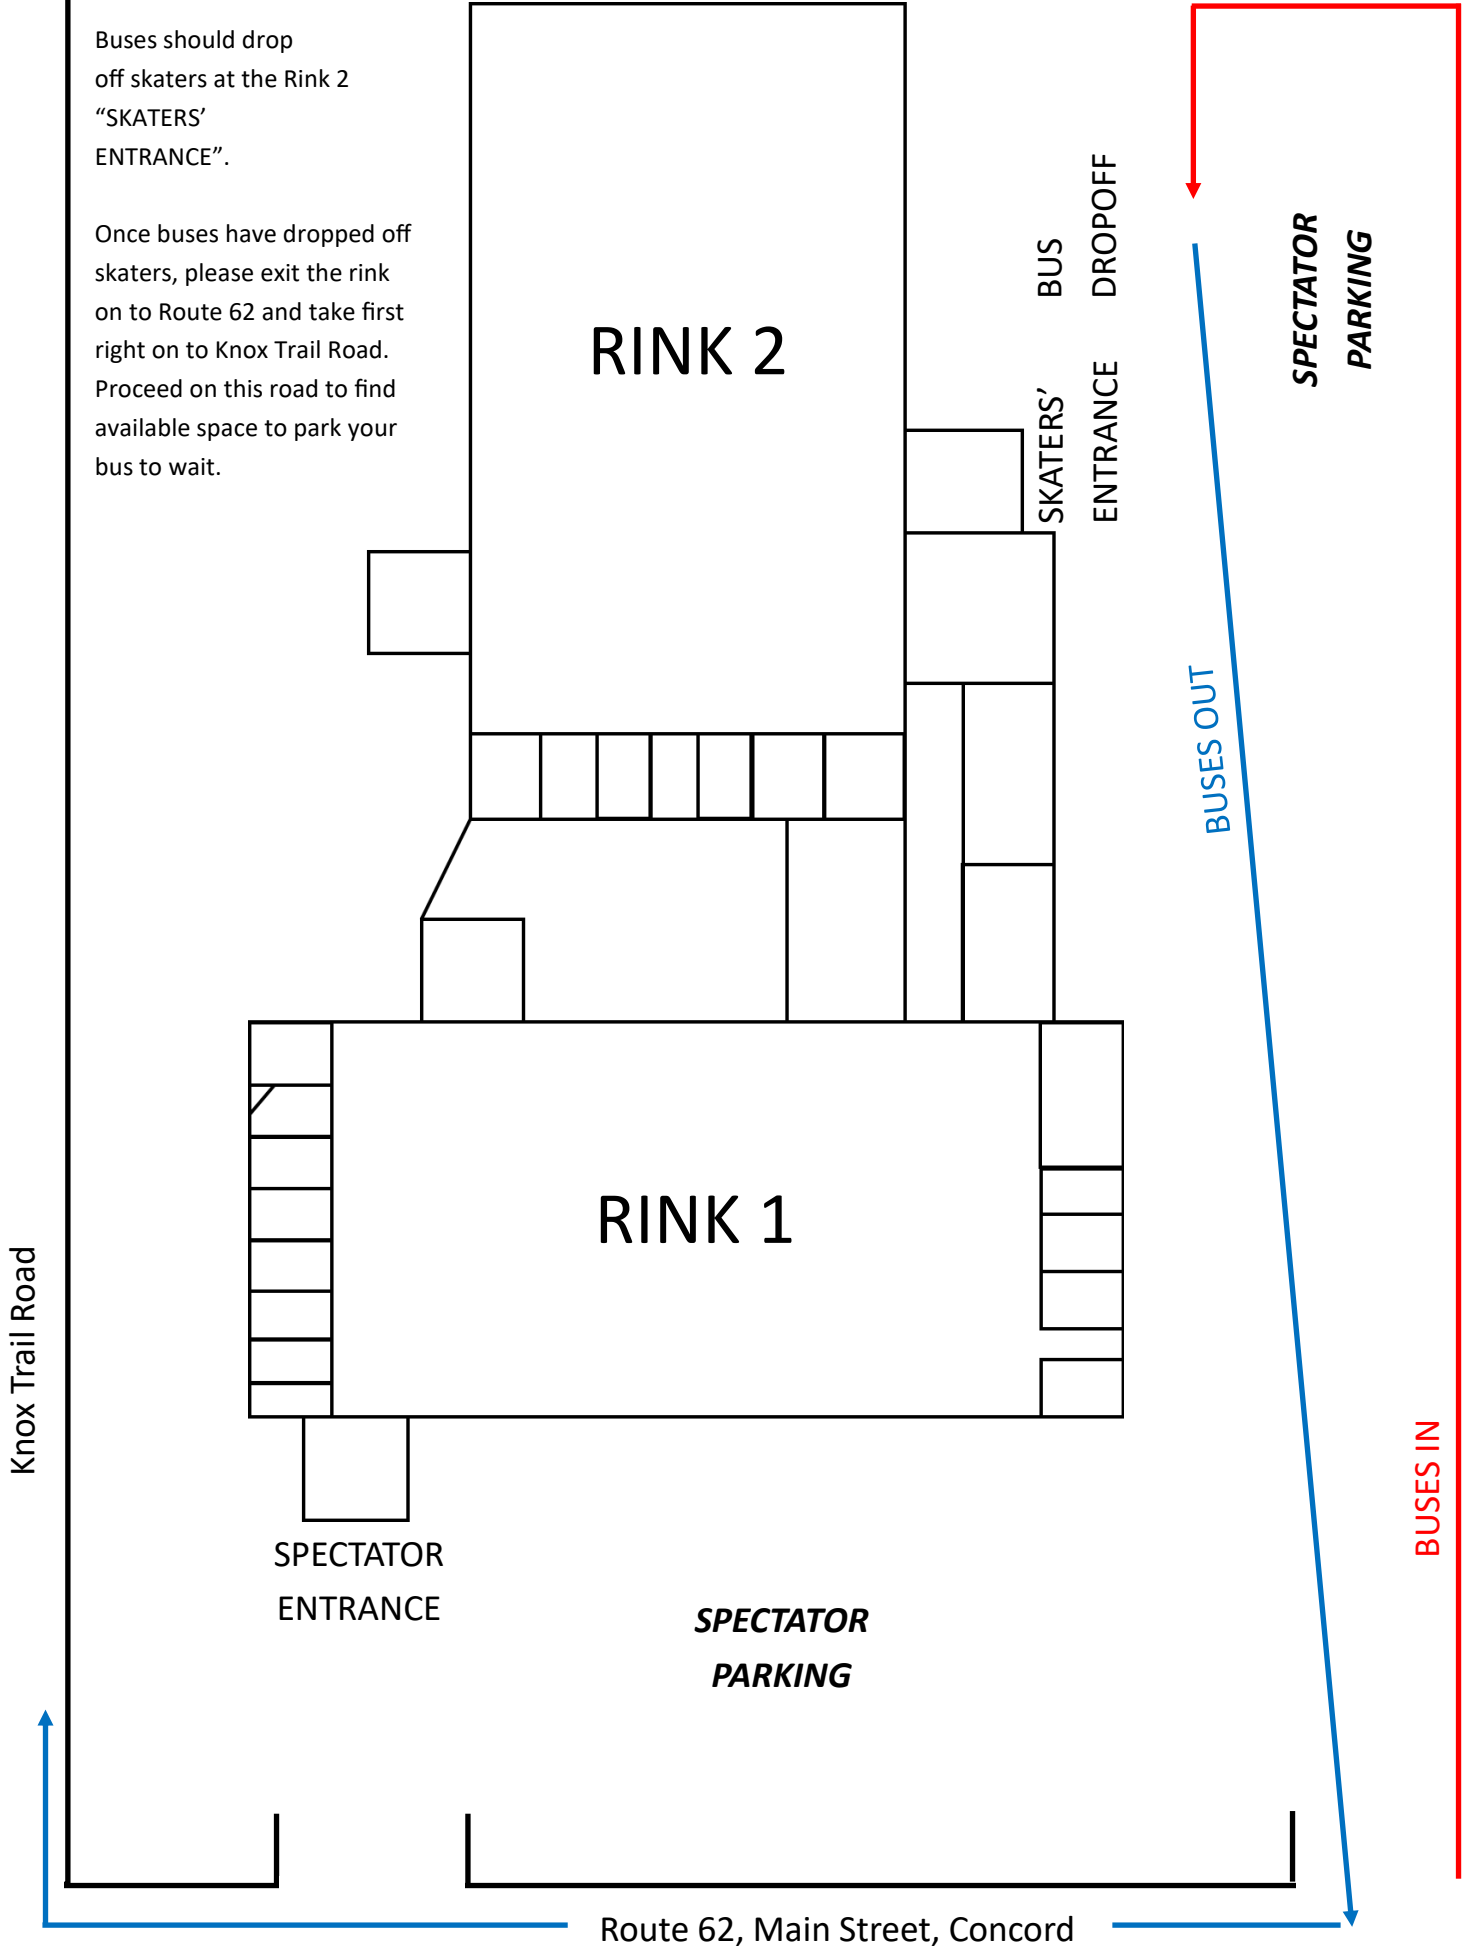 Buses should drop
off skaters at the Rink 2
“SKATERS’
ENTRANCE”.
Once buses have dropped off
skaters, please exit the rink
on to Route 62 and take first
right on to Knox Trail Road.
Proceed on this road to find
available space to park your
bus to wait.
RINK 2
SKATERS’ BUS
ENTRANCE DROPOFF
SPECTATOR
PARKING
BUSES OUT
RINK 1
Knox Trail Road
BUSES IN
SPECTATOR
ENTRANCE
SPECTATOR
PARKING
Route 62, Main Street, Concord